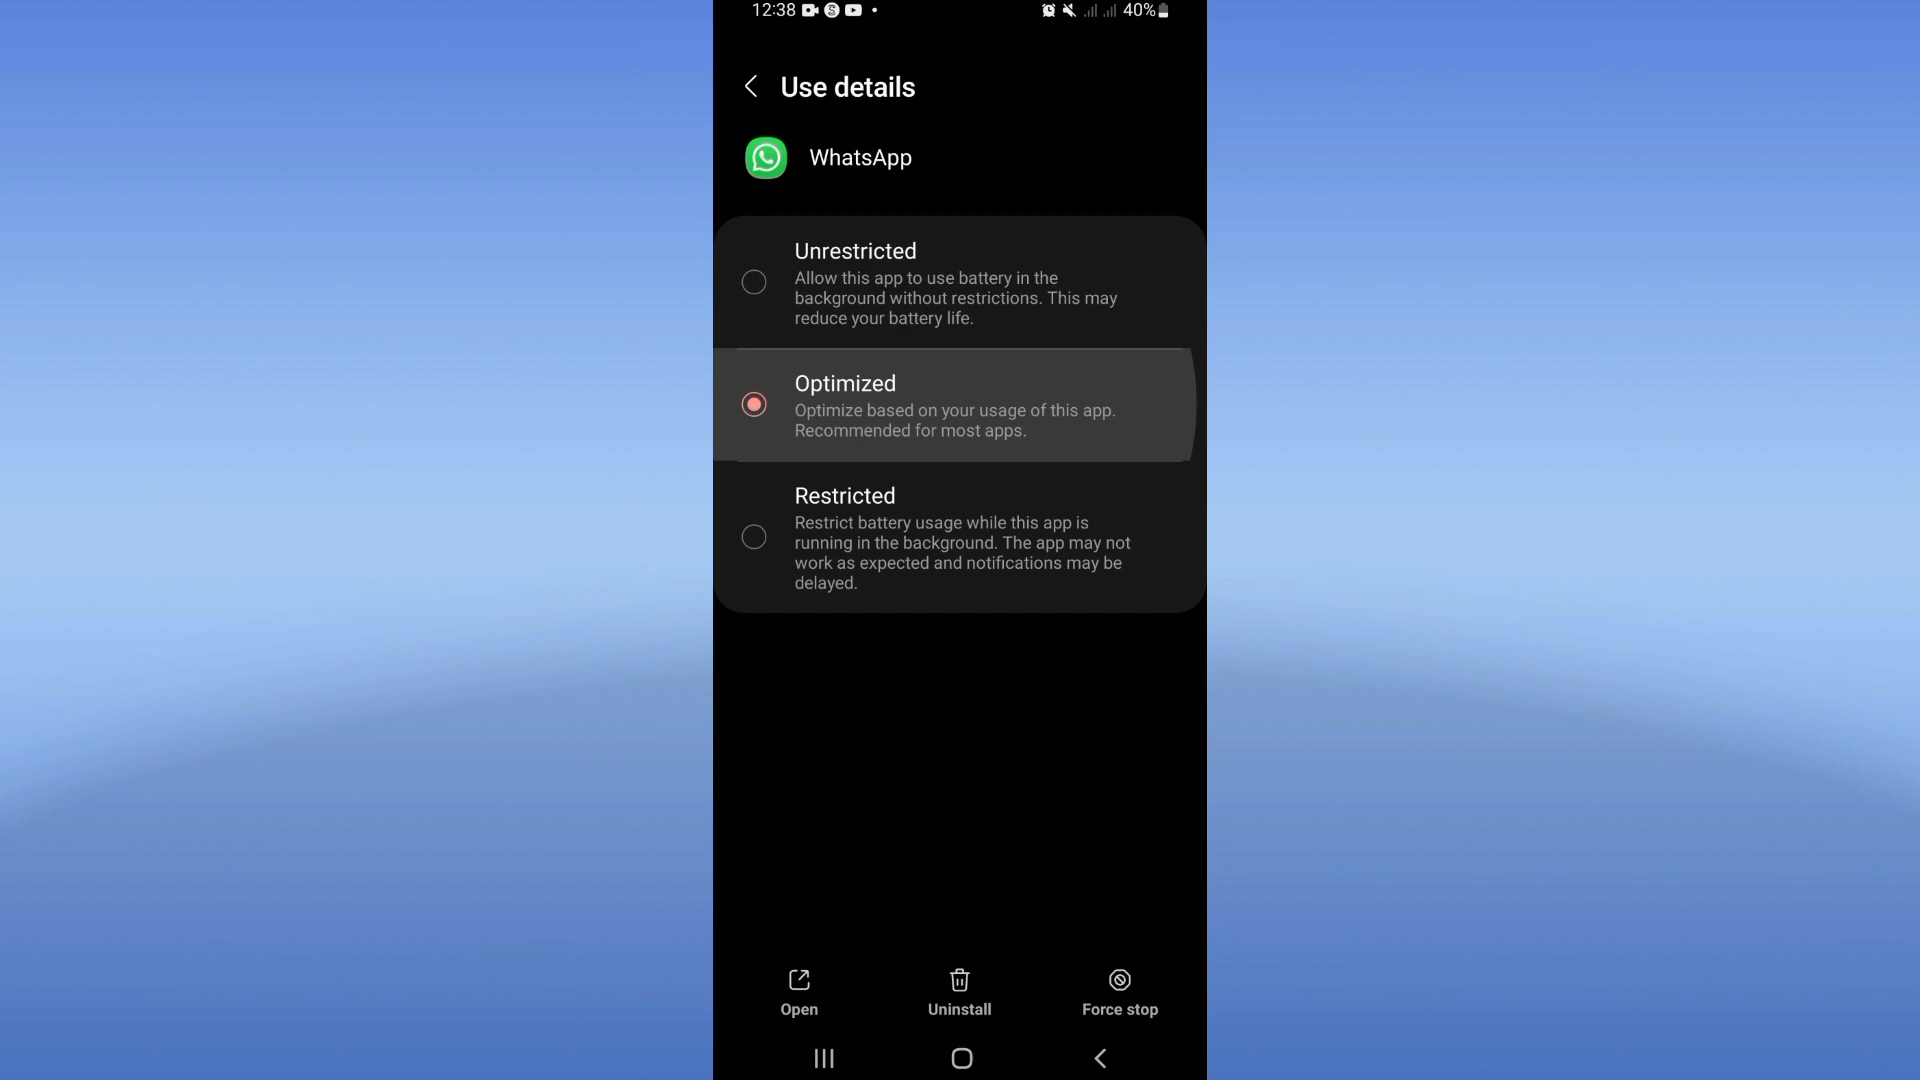 12:38 40%
Use details
WhatsApp
Unrestricted
Allow this app to use battery in the
background without restrictions. This may
reduce your battery life.
Optimized
Optimize based on your usage of this app.
Recommended for most apps.
Restricted
Restrict battery usage while this app is
running in the background. The app may not
work as expected and notifications may be
delayed.
Open Uninstall Force stop